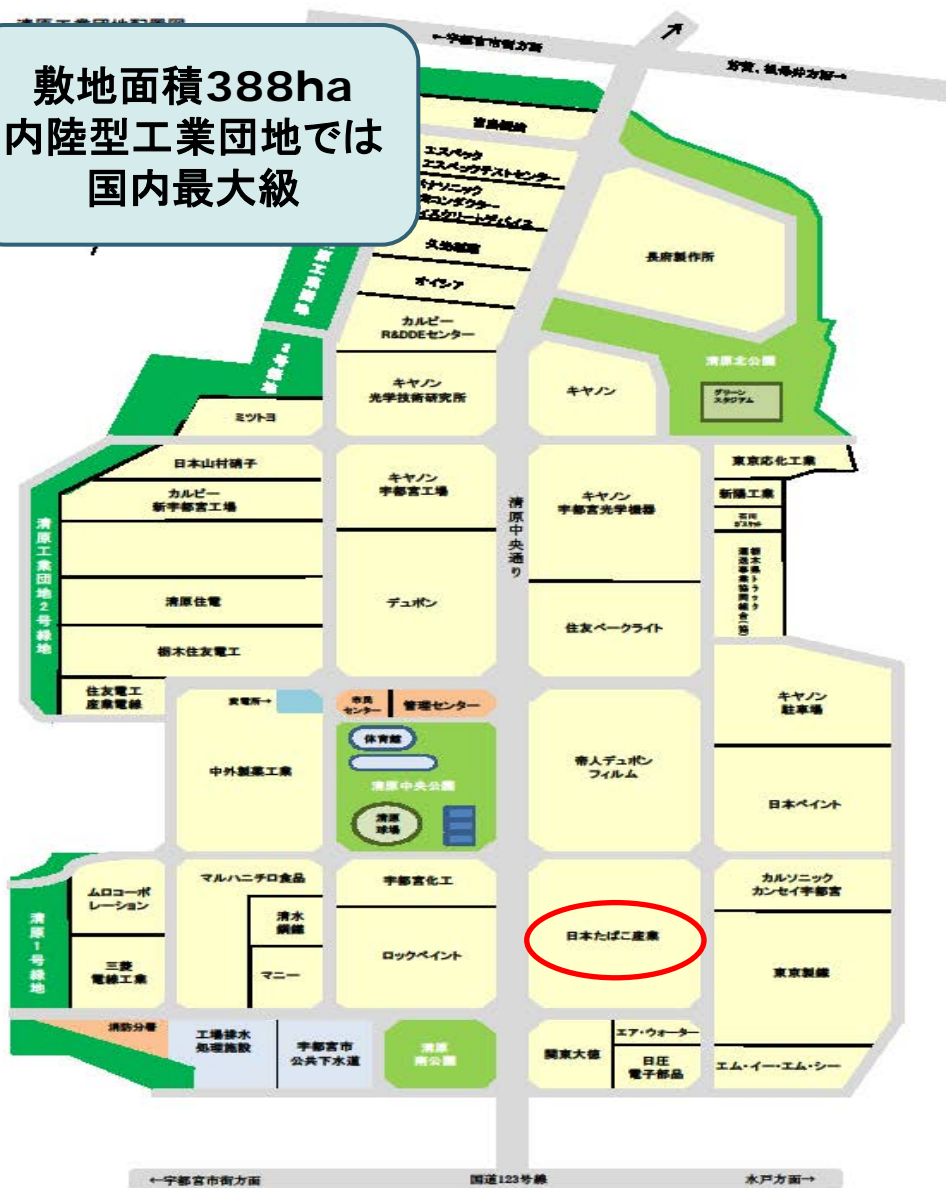 敷地面積388ha
内陸型工業団地では
国内最大級
←宇都宮市街方面
エスペック
エスペックテストセンター
オイシア
カルビー
R&DDEセンター
長府製作所
キヤノン
光学技術研究所
キヤノン
清原北公園
グリーン
スタジアム
2号緑地
ミツトヨ
日本山村硝子
カルビー
新宇都宮工場
キヤノン
宇都宮工場
清原中央通り
キヤノン
宇都宮光学機器
東京応化工業
新陽工業
清原工業団地2号緑地
清原住電
デュポン
住友ベークライト
栃木住友電工
住友電工
産業電線
変電所→
市民
センター
管理センター
キヤノン
駐車場
体育館
中外製薬工業
清原中央公園
清原
球場
帝人デュポン
フィルム
日本ペイント
ムロコーポ
レーション
マルハニチロ食品
宇都宮化工
カルソニック
カンセイ宇都宮
清原1号緑地
清水
鋼鐵
日本たばこ産業
ロックペイント
三菱
電線工業
マニー
東京製鐵
消防分署
工場排水
処理施設
宇都宮市
公共下水道
清原
南公園
関東大徳
エア・ウォーター
日圧
電子部品
エム・イー・エム・シー
←宇都宮市街方面
国道123号線
水戸方面→